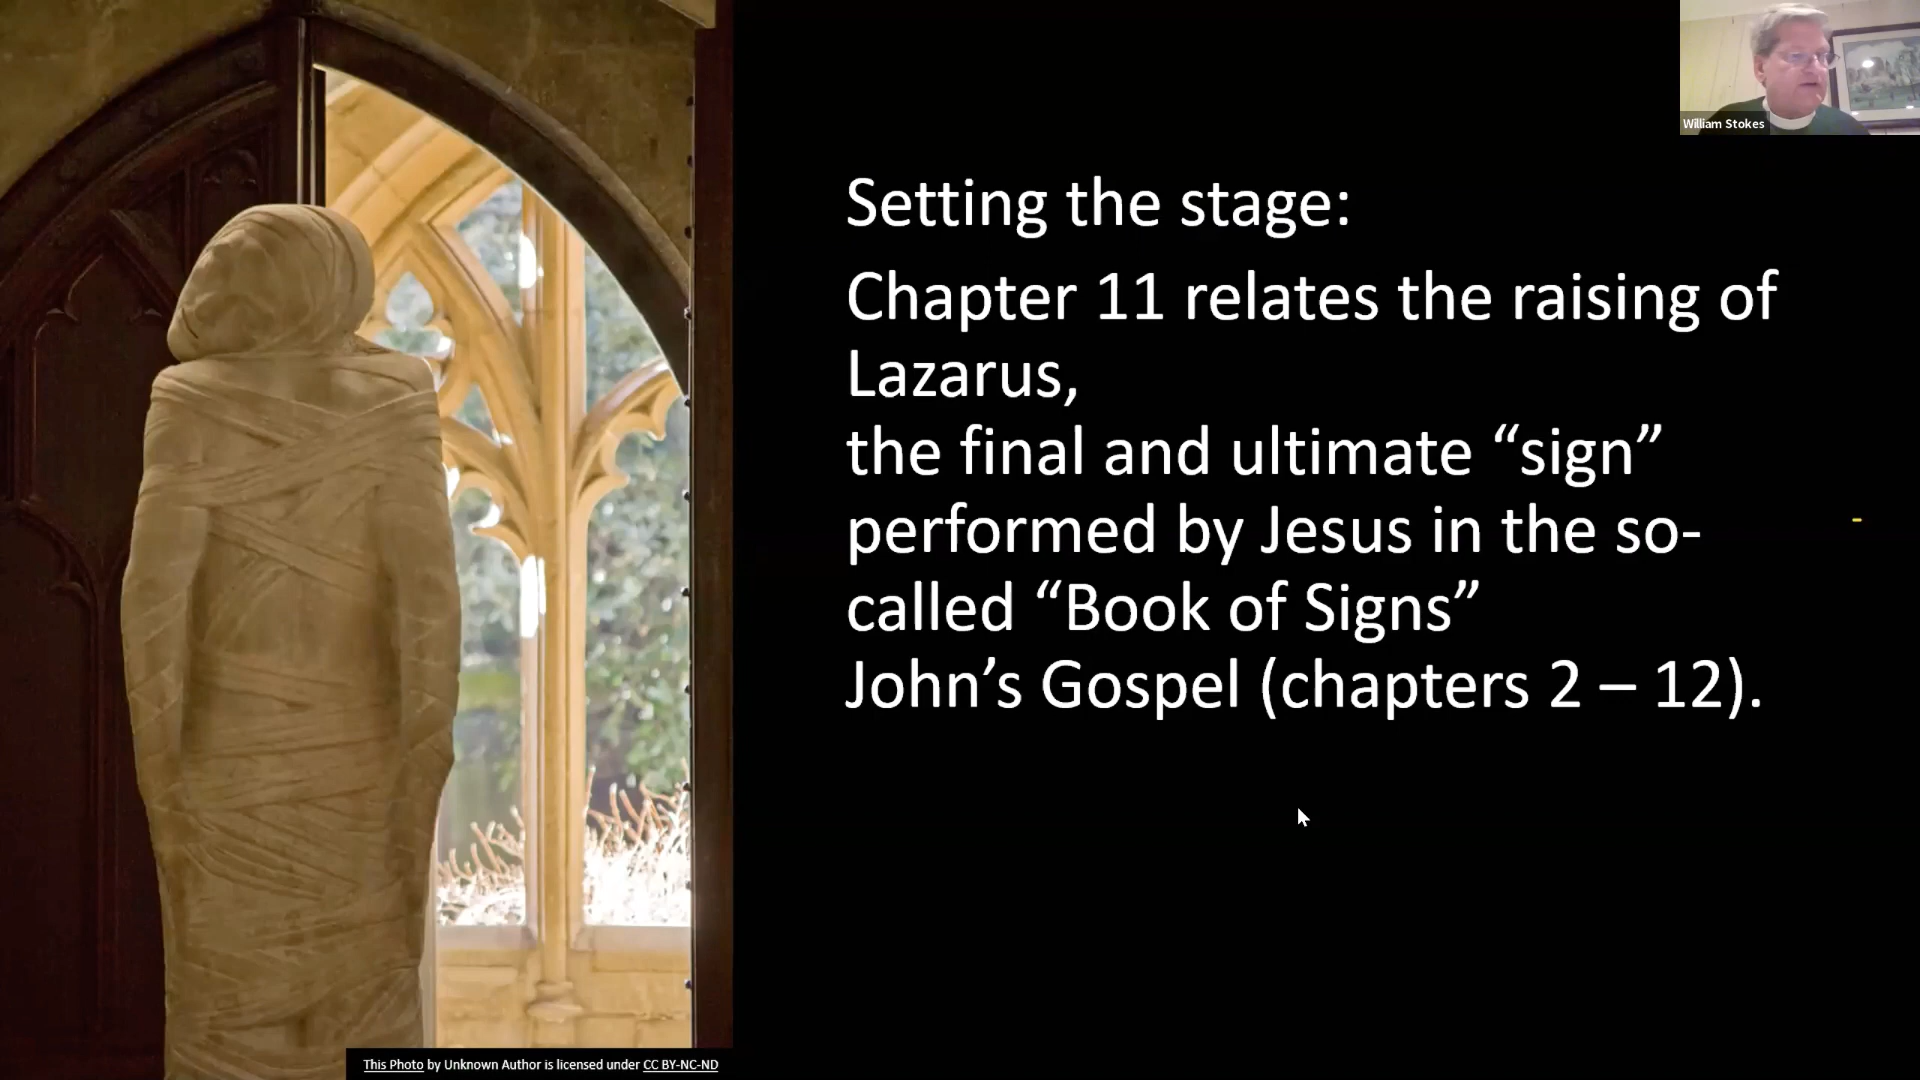 William Stokes
Setting the stage:
Chapter 11 relates the raising of
Lazarus,
the final and ultimate “sign”
performed by Jesus in the so-
called “Book of Signs”
John’s Gospel (chapters 2 – 12).
This Photo by Unknown Author is licensed under CC BY-NC-ND